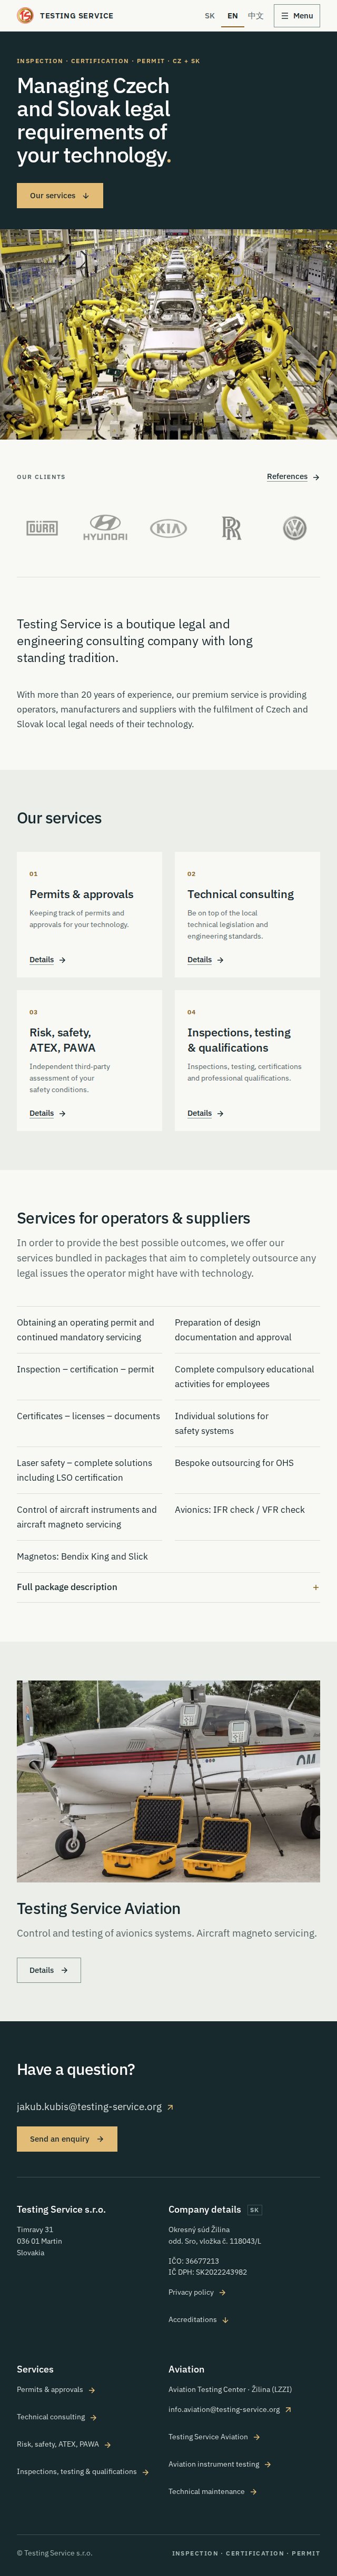 TESTING SERVICE
SK EN 中文 Menu
INSPECTION · CERTIFICATION · PERMIT · CZ + SK
Managing Czech
and Slovak legal
requirements of
your technology.
Our services
OUR CLIENTS
References
DÜRR
HYUNDAI
KIA
RR
VW
Testing Service is a boutique legal and
engineering consulting company with long
standing tradition.
With more than 20 years of experience, our premium service is providing
operators, manufacturers and suppliers with the fulfilment of Czech and
Slovak local legal needs of their technology.
Our services
01
Permits & approvals
Keeping track of permits and
approvals for your technology.
Details
02
Technical consulting
Be on top of the local
technical legislation and
engineering standards.
Details
03
Risk, safety,
ATEX, PAWA
Independent third-party
assessment of your
safety conditions.
Details
04
Inspections, testing
& qualifications
Inspections, testing, certifications
and professional qualifications.
Details
Services for operators & suppliers
In order to provide the best possible outcomes, we offer our
services bundled in packages that aim to completely outsource any
legal issues the operator might have with technology.
Obtaining an operating permit and
continued mandatory servicing
Preparation of design
documentation and approval
Inspection – certification – permit
Complete compulsory educational
activities for employees
Certificates – licenses – documents
Individual solutions for
safety systems
Laser safety – complete solutions
including LSO certification
Bespoke outsourcing for OHS
Control of aircraft instruments and
aircraft magneto servicing
Avionics: IFR check / VFR check
Magnetos: Bendix King and Slick
Full package description +
OM
Testing Service Aviation
Control and testing of avionics systems. Aircraft magneto servicing.
Details
Have a question?
jakub.kubis@testing-service.org
Send an enquiry
Testing Service s.r.o.
Timravy 31
036 01 Martin
Slovakia
Company details SK
Okresný súd Žilina
odd. Sro, vložka č. 118043/L
IČO: 36677213
IČ DPH: SK2022243982
Privacy policy
Accreditations
Services
Permits & approvals
Technical consulting
Risk, safety, ATEX, PAWA
Inspections, testing & qualifications
Aviation
Aviation Testing Center · Žilina (LZZI)
info.aviation@testing-service.org
Testing Service Aviation
Aviation instrument testing
Technical maintenance
© Testing Service s.r.o.
INSPECTION · CERTIFICATION · PERMIT